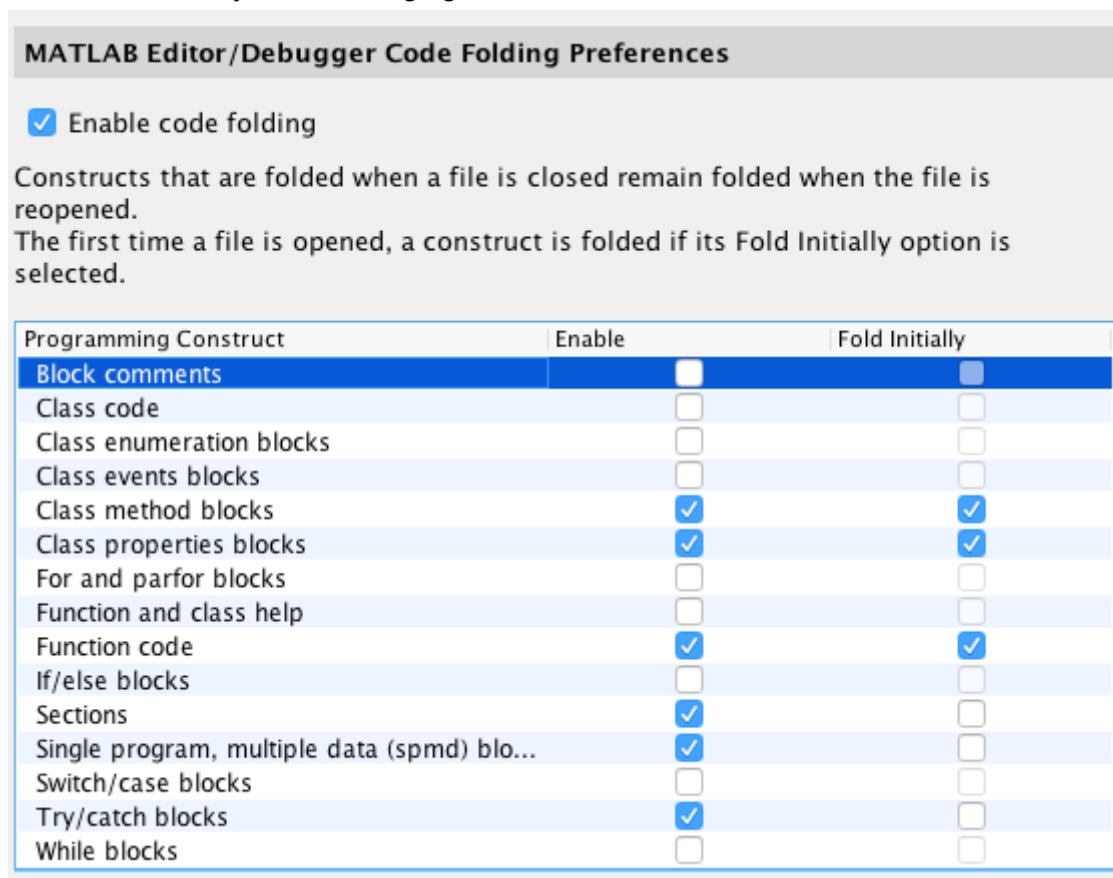 MATLAB Editor/Debugger Code Folding Preferences
Enable code folding
Constructs that are folded when a file is closed remain folded when the file is
reopened.
The first time a file is opened, a construct is folded if its Fold Initially option is
selected.
Programming Construct Enable Fold Initially
Block comments
Class code
Class enumeration blocks
Class events blocks
Class method blocks
Class properties blocks
For and parfor blocks
Function and class help
Function code
If/else blocks
Sections
Single program, multiple data (spmd) blo...
Switch/case blocks
Try/catch blocks
While blocks